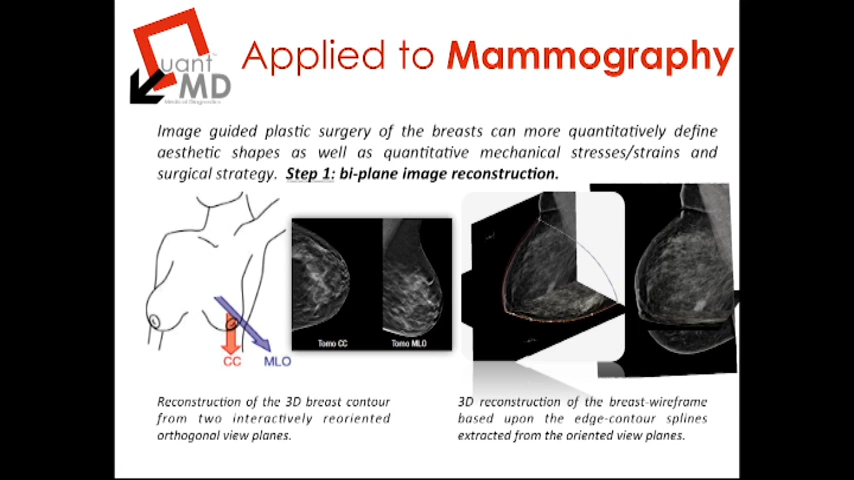 uant
MD
Medical Diagnostics
Applied to Mammography
Image guided plastic surgery of the breasts can more quantitatively define
aesthetic shapes as well as quantitative mechanical stresses/strains and
surgical strategy. Step 1: bi-plane image reconstruction.
Tomo CC
Tomo MLO
CC
MLO
Reconstruction of the 3D breast contour
from two interactively reoriented
orthogonal view planes.
3D reconstruction of the breast-wireframe
based upon the edge-contour splines
extracted from the oriented view planes.